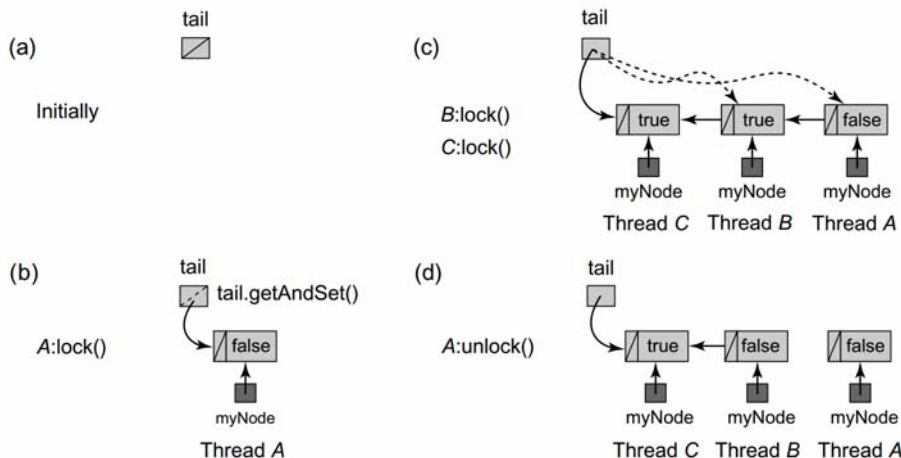 (a)
tail
Initially
(b)
tail
tail.getAndSet()
A:lock()
false
myNode
Thread A
(c)
tail
B:lock()
C:lock()
true
true
false
myNode
myNode
myNode
Thread C
Thread B
Thread A
(d)
tail
A:unlock()
true
false
false
myNode
myNode
myNode
Thread C
Thread B
Thread A